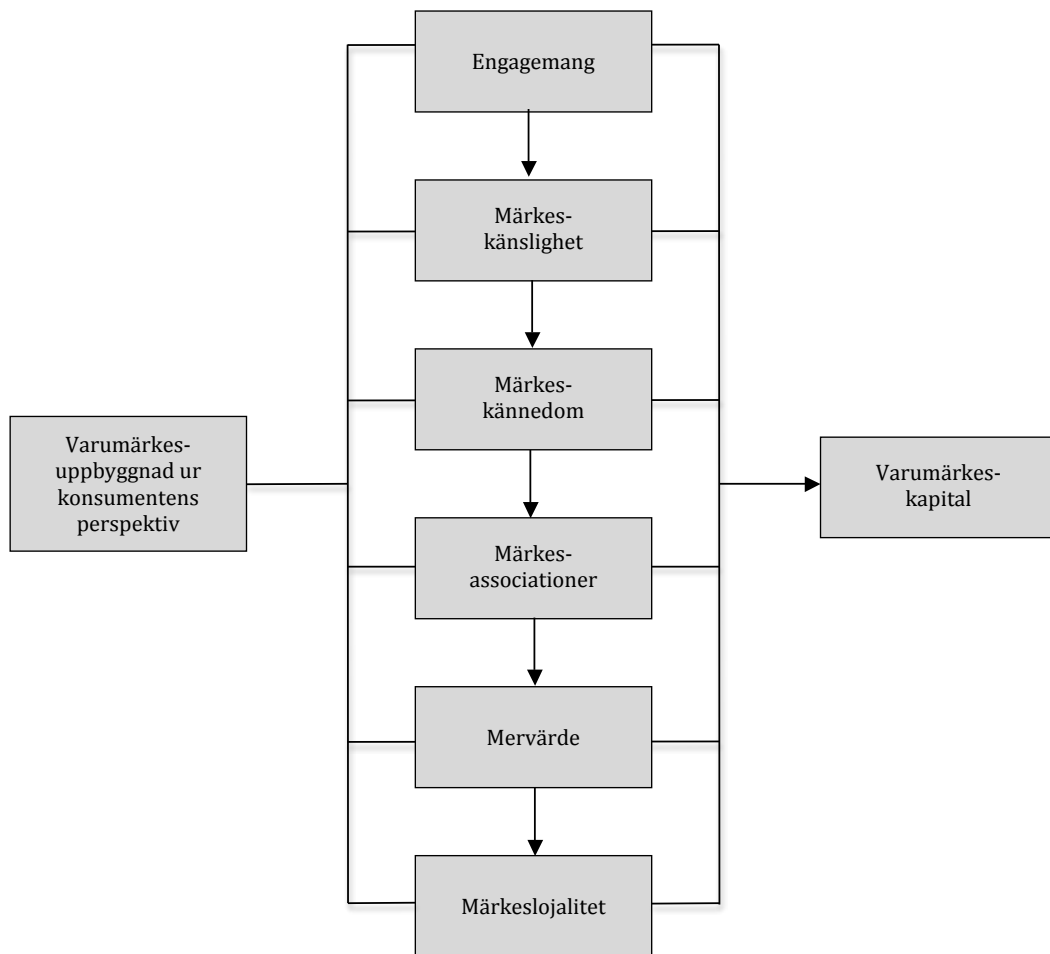 Engagemang
Märkes-
känslighet
Märkes-
kännedom
Varumärkes-
uppbyggnad ur
konsumentens
perspektiv
Varumärkes-
kapital
Märkes-
associationer
Mervärde
Märkeslojalitet